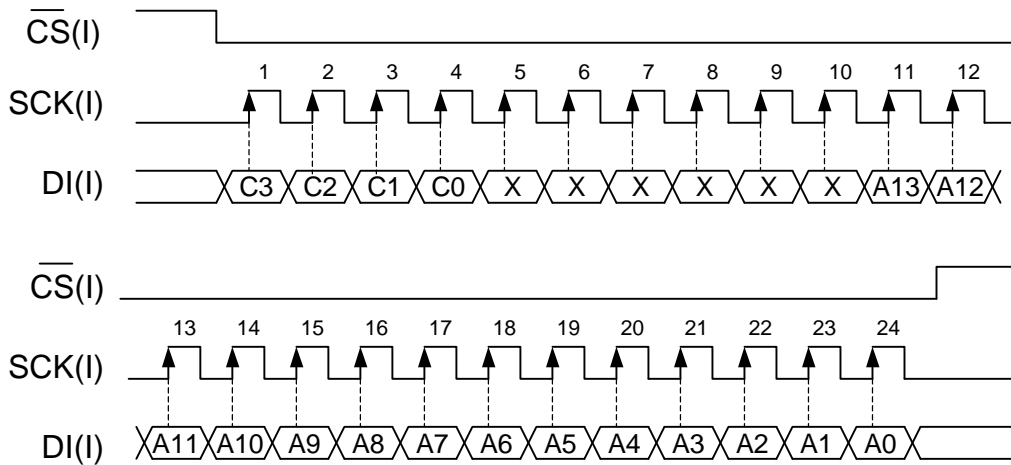 CS(I)
1 2 3 4 5 6 7 8 9 10 11 12
SCK(I)
DI(I) C3 C2 C1 C0 X X X X X X A13 A12
CS(I)
13 14 15 16 17 18 19 20 21 22 23 24
SCK(I)
DI(I) A11 A10 A9 A8 A7 A6 A5 A4 A3 A2 A1 A0